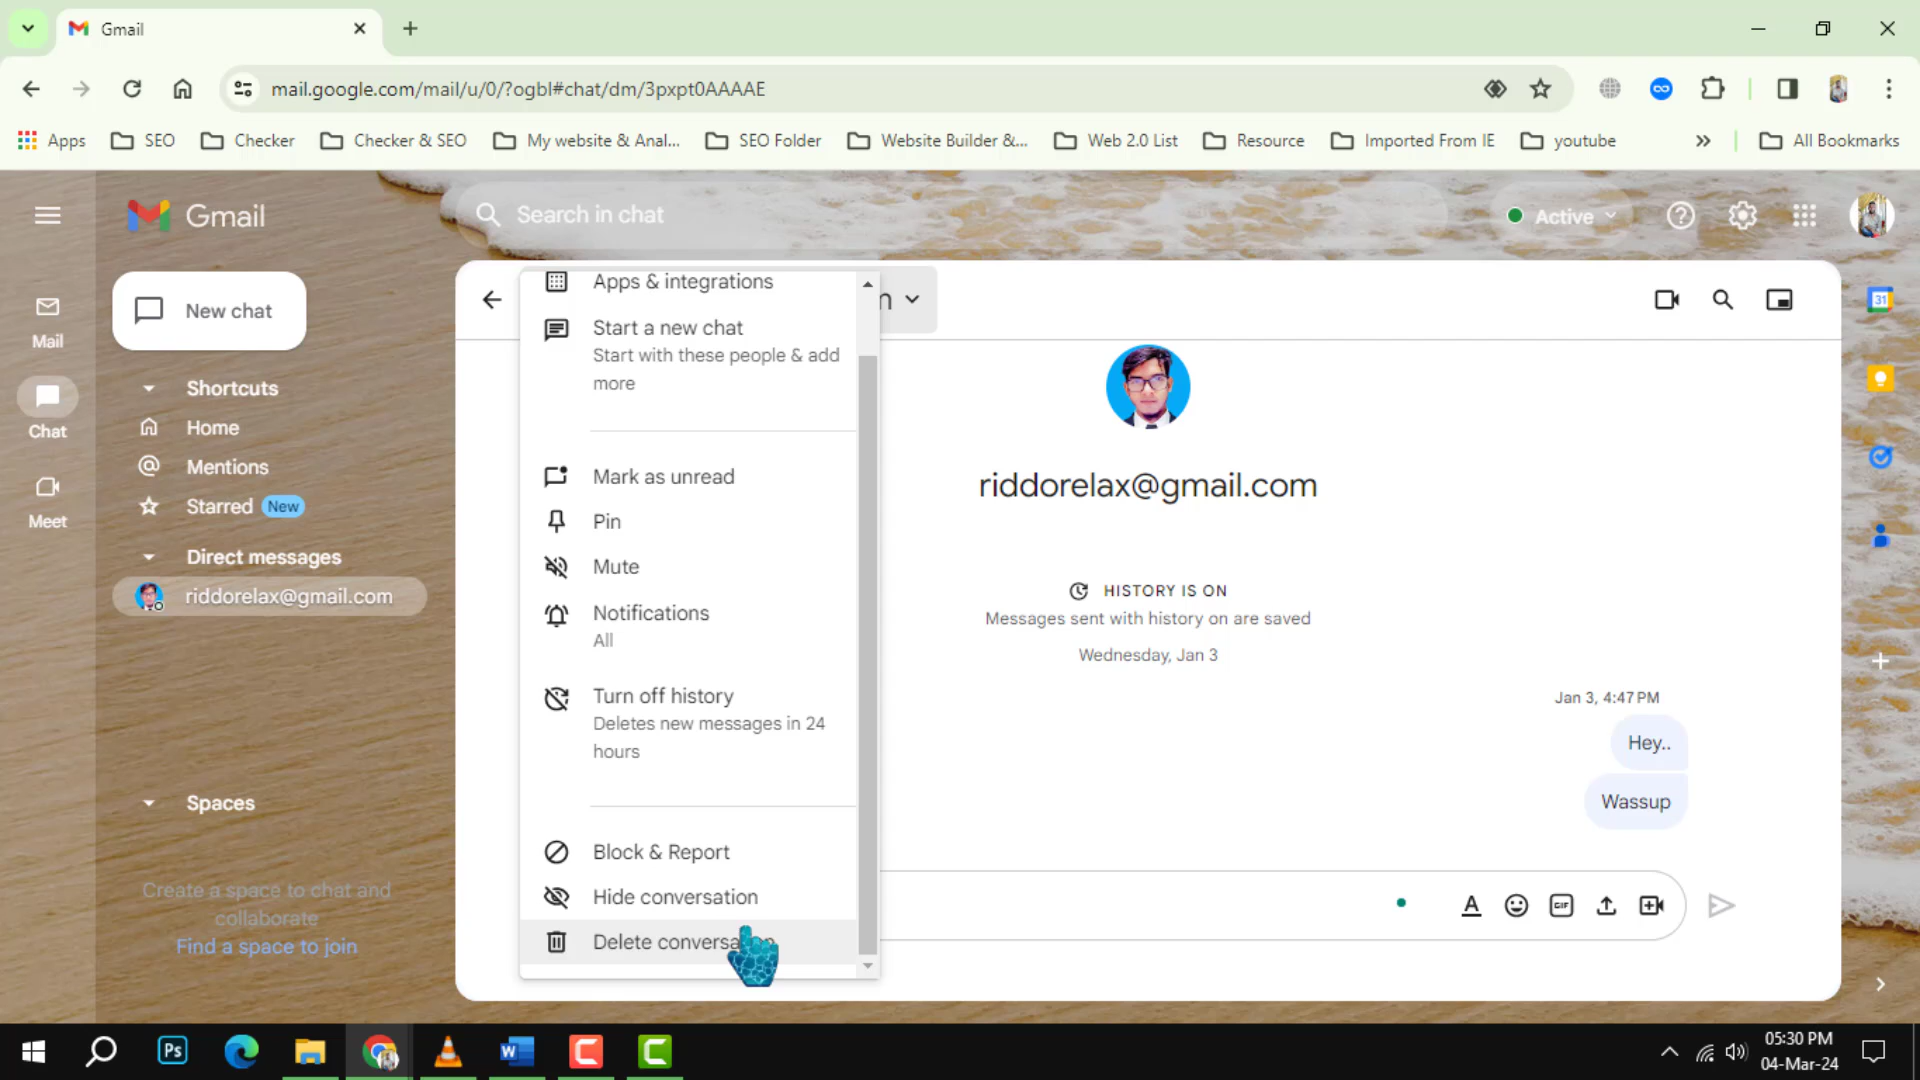 Gmail
mail.google.com/mail/u/0/?ogbl#chat/dm/3pxpt0AAAAE
Apps
SEO
Checker
Checker & SEO
My website & Anal...
SEO Folder
Website Builder &...
Web 2.0 List
Resource
Imported From IE
youtube
All Bookmarks
Gmail
Search in chat
Active
New chat
Mail
Chat
Meet
Shortcuts
Home
Mentions
Starred New
Direct messages
riddorelax@gmail.com
Spaces
Create a space to chat and
collaborate
Find a space to join
Apps & integrations
Start a new chat
Start with these people & add
more
Mark as unread
Pin
Mute
Notifications
All
Turn off history
Deletes new messages in 24
hours
Block & Report
Hide conversation
Delete
riddorelax@gmail.com
HISTORY IS ON
Messages sent with history on are saved
Wednesday, Jan 3
Jan 3, 4:47 PM
Hey..
Wassup
GIF
31
Ps
05:30 PM
04-Mar-24